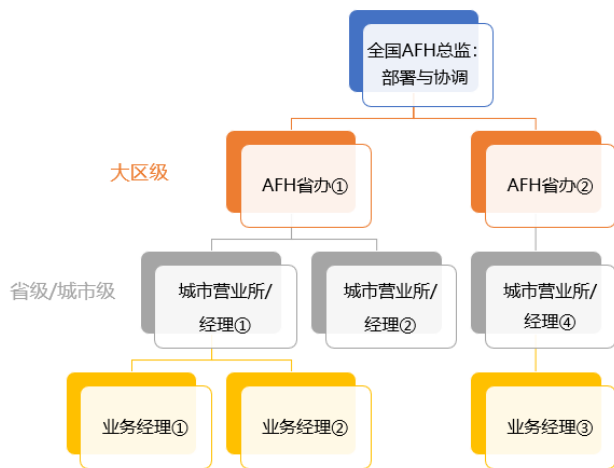 全国AFH总监：
部署与协调
大区级
AFH省办①
AFH省办②
省级/城市级
城市营业所/
经理①
城市营业所/
经理②
城市营业所/
经理④
业务经理①
业务经理②
业务经理③